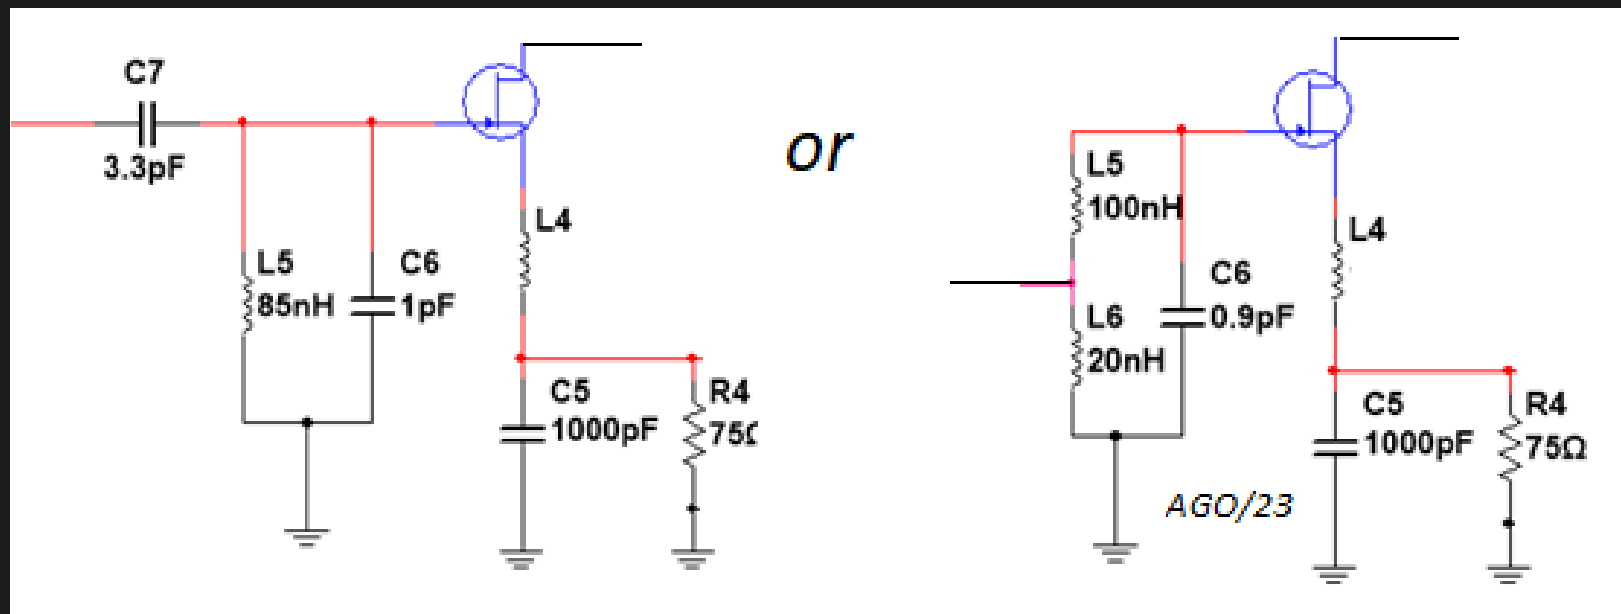 C7
3.3pF
L5
85nH
C6
1pF
L4
C5
1000pF
R4
75Ω
or
L5
100nH
L6
20nH
C6
0.9pF
L4
C5
1000pF
R4
75Ω
AGO/23